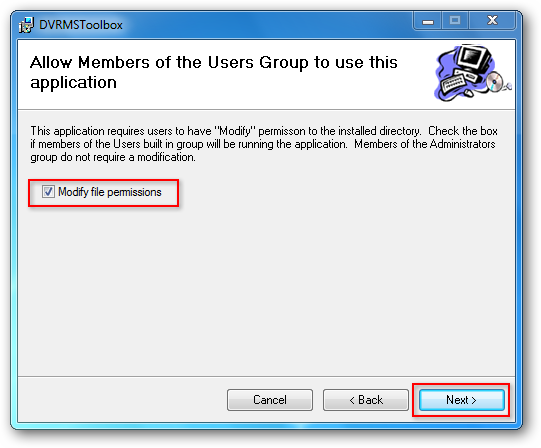 DVRMSToolbox
Allow Members of the Users Group to use this
application
This application requires users to have "Modify" permisson to the installed directory. Check the box
if members of the Users built in group will be running the application. Members of the Administrators
group do not require a modification.
Modify file permissions
Cancel
< Back
Next >